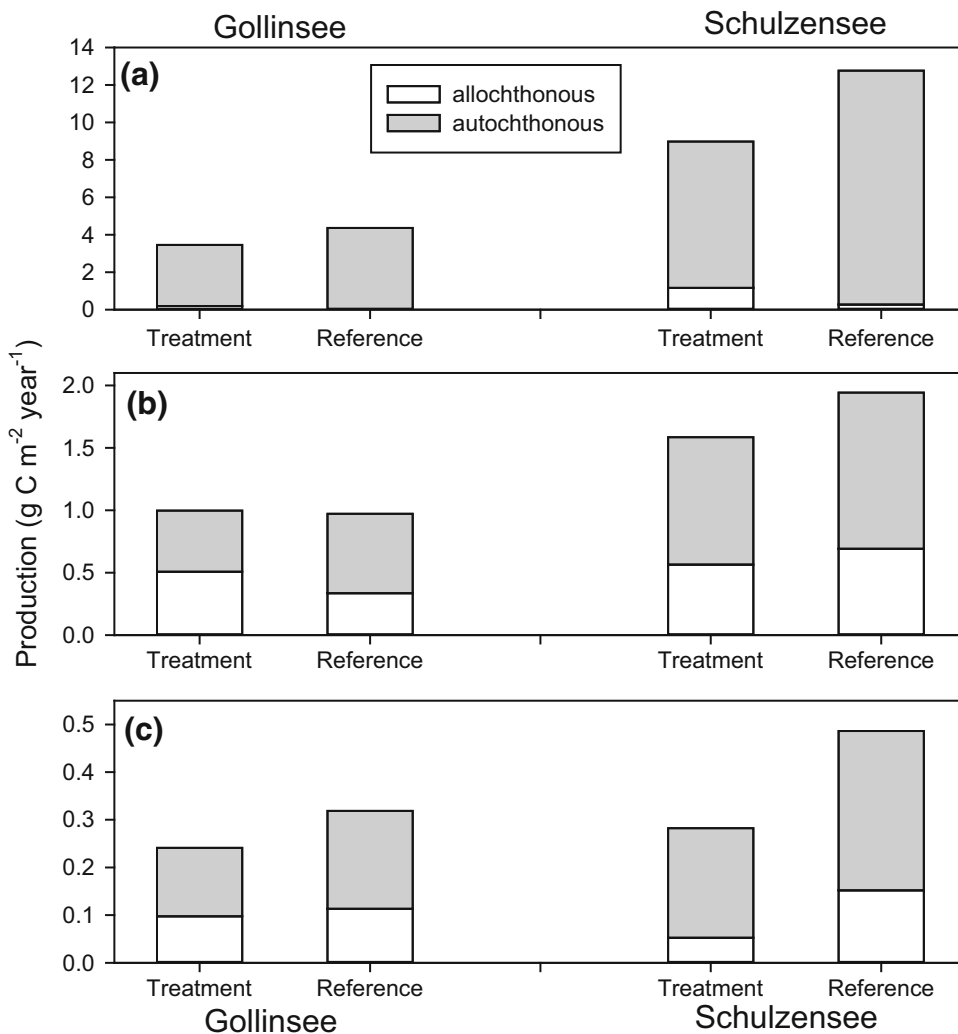 Gollinsee Schulzensee
(a)
allochthonous
autochthonous
14
12
10
8
6
4
2
0
Treatment Reference Treatment Reference
Production (g C m⁻² year⁻¹)
(b)
2.0
1.5
1.0
0.5
0.0
Treatment Reference Treatment Reference
(c)
0.5
0.4
0.3
0.2
0.1
0.0
Treatment Reference Treatment Reference
Gollinsee Schulzensee